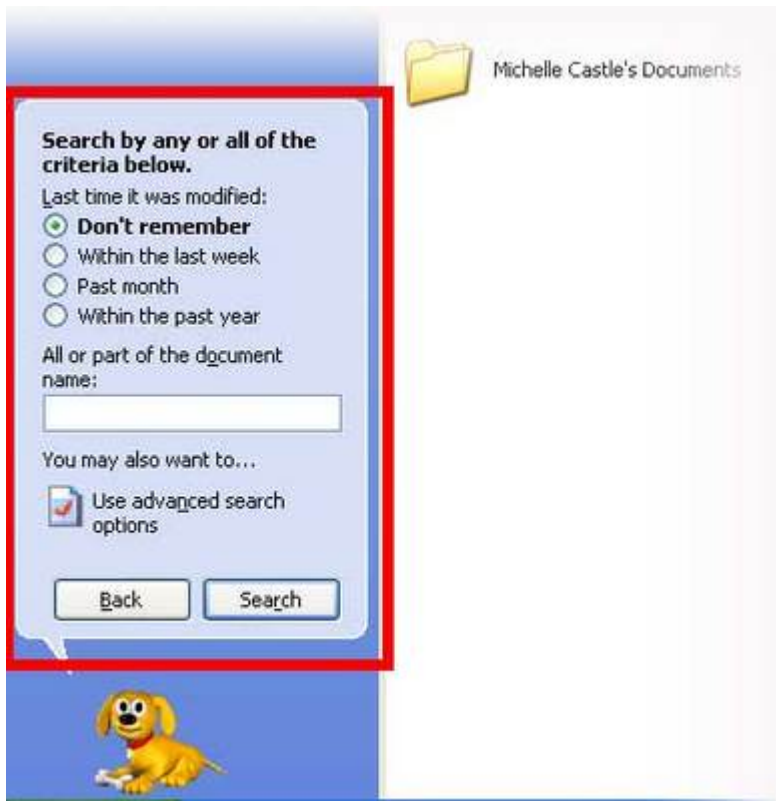 Michelle Castle's Documents
Search by any or all of the
criteria below.
Last time it was modified:
Don't remember
Within the last week
Past month
Within the past year
All or part of the document
name:
You may also want to...
Use advanced search
options
Back
Search